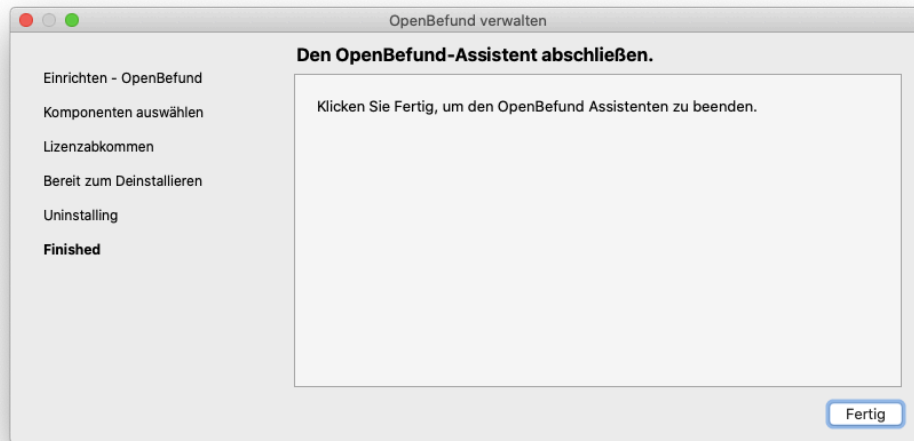 OpenBefund verwalten
Den OpenBefund-Assistent abschließen.
Einrichten - OpenBefund
Komponenten auswählen
Lizenzabkommen
Bereit zum Deinstallieren
Uninstalling
Finished
Klicken Sie Fertig, um den OpenBefund Assistenten zu beenden.
Fertig